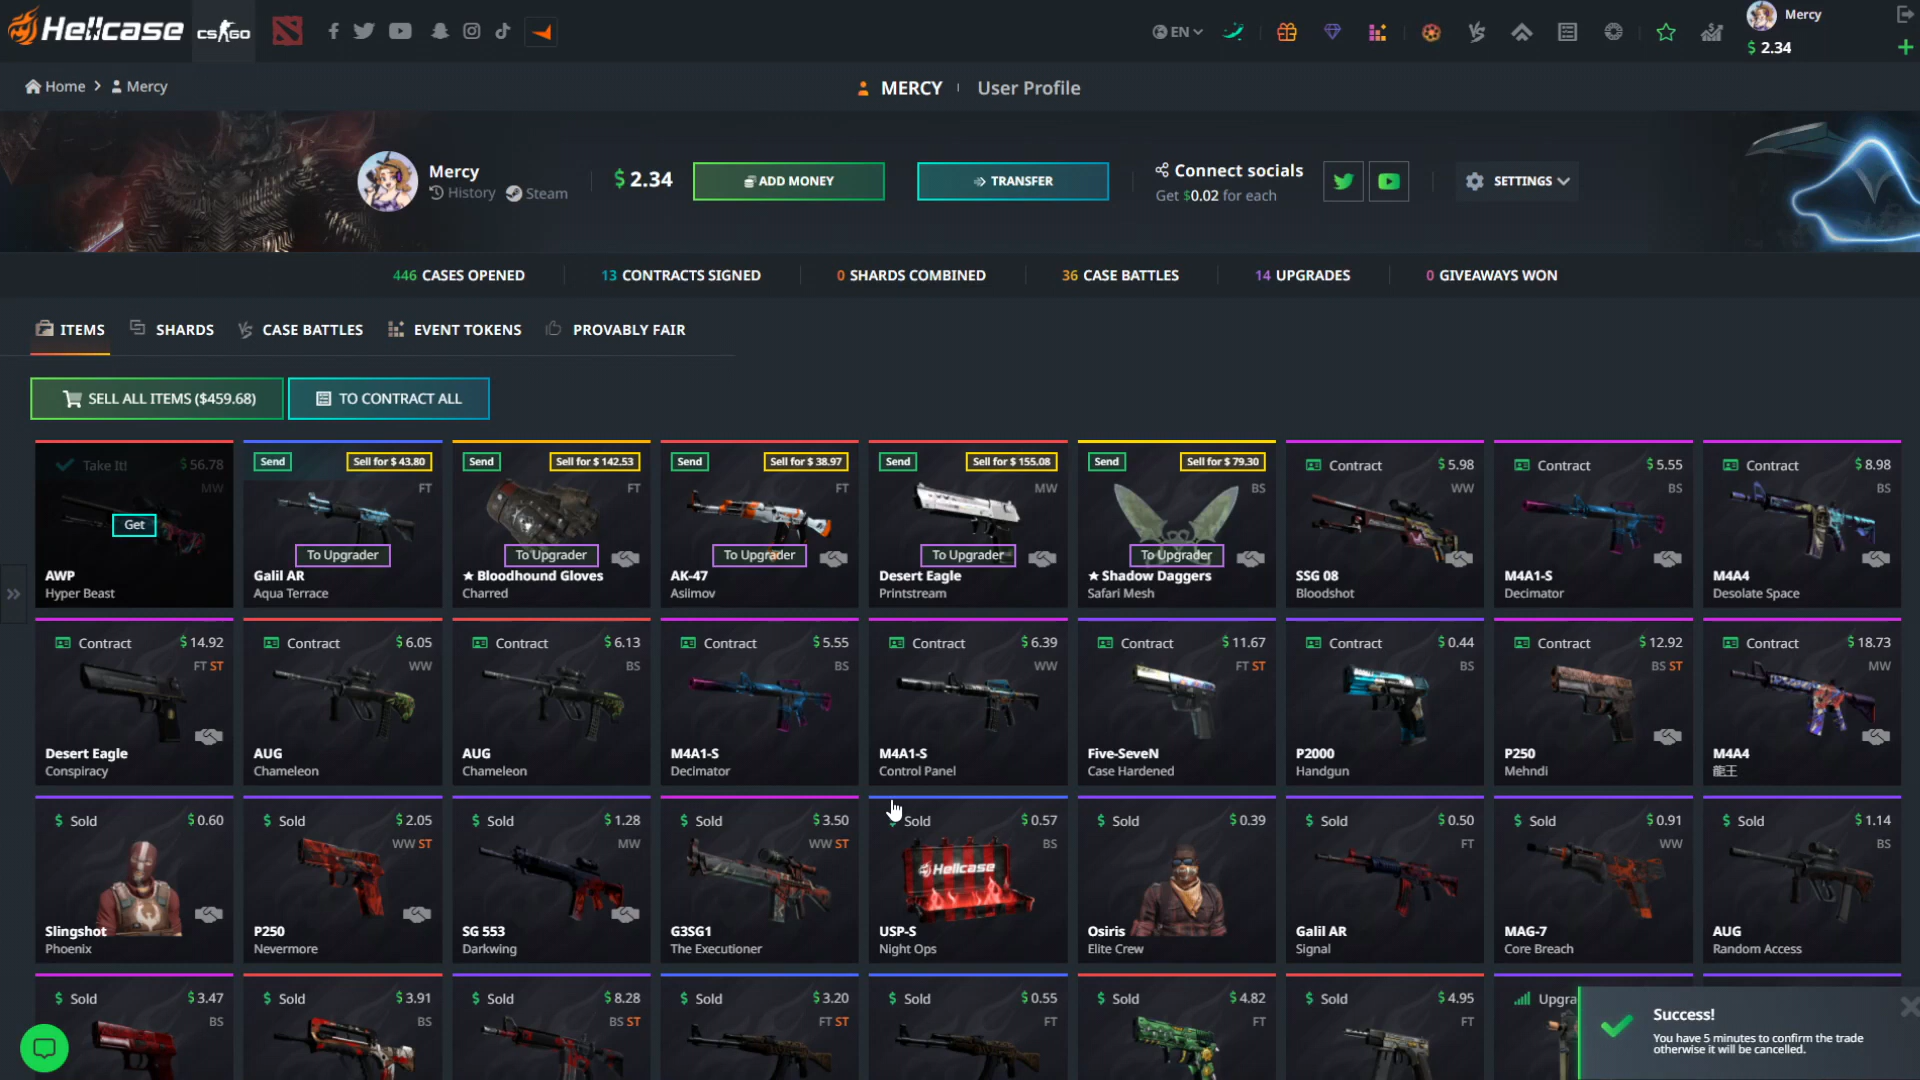 Hellcase
CS:GO
EN
Mercy
$ 2.34
Home > Mercy
MERCY
User Profile
Mercy
History
Steam
$ 2.34
ADD MONEY
TRANSFER
Connect socials
Get $0.02 for each
SETTINGS
446 CASES OPENED
13 CONTRACTS SIGNED
0 SHARDS COMBINED
36 CASE BATTLES
14 UPGRADES
0 GIVEAWAYS WON
ITEMS
SHARDS
CASE BATTLES
EVENT TOKENS
PROVABLY FAIR
SELL ALL ITEMS ($459.68)
TO CONTRACT ALL
Take It! $ 56.78
MW
Get
AWP
Hyper Beast
Send Sell for $ 43.80
FT
To Upgrader
Galil AR
Aqua Terrace
Send Sell for $ 142.53
FT
To Upgrader
★ Bloodhound Gloves
Charred
Send Sell for $ 38.97
FT
To Upgrader
AK-47
Asiimov
Send Sell for $ 155.08
MW
To Upgrader
Desert Eagle
Printstream
Send Sell for $ 79.30
BS
To Upgrader
★ Shadow Daggers
Safari Mesh
Contract $ 5.98
WW
SSG 08
Bloodshot
Contract $ 5.55
BS
M4A1-S
Decimator
Contract $ 8.98
BS
M4A4
Desolate Space
Contract $ 14.92
FT ST
Desert Eagle
Conspiracy
Contract $ 6.05
WW
AUG
Chameleon
Contract $ 6.13
BS
AUG
Chameleon
Contract $ 5.55
BS
M4A1-S
Decimator
Contract $ 6.39
WW
M4A1-S
Control Panel
Contract $ 11.67
FT ST
Five-SeveN
Case Hardened
Contract $ 0.44
BS
P2000
Handgun
Contract $ 12.92
BS ST
P250
Mehndi
Contract $ 18.73
MW
M4A4
龍王
$ Sold $ 0.60
Slingshot
Phoenix
$ Sold $ 2.05
WW ST
P250
Nevermore
$ Sold $ 1.28
MW
SG 553
Darkwing
$ Sold $ 3.50
WW ST
G3SG1
The Executioner
Sold $ 0.57
BS
Hellcase
USP-S
Night Ops
$ Sold $ 0.39
Osiris
Elite Crew
$ Sold $ 0.50
FT
Galil AR
Signal
$ Sold $ 0.91
WW
MAG-7
Core Breach
$ Sold $ 1.14
BS
AUG
Random Access
$ Sold $ 3.47
BS
$ Sold $ 3.91
BS
$ Sold $ 8.28
BS ST
$ Sold $ 3.20
FT ST
$ Sold $ 0.55
FT
$ Sold $ 4.82
FT
$ Sold $ 4.95
FT
Upgra
Success!
You have 5 minutes to confirm the trade
otherwise it will be cancelled.